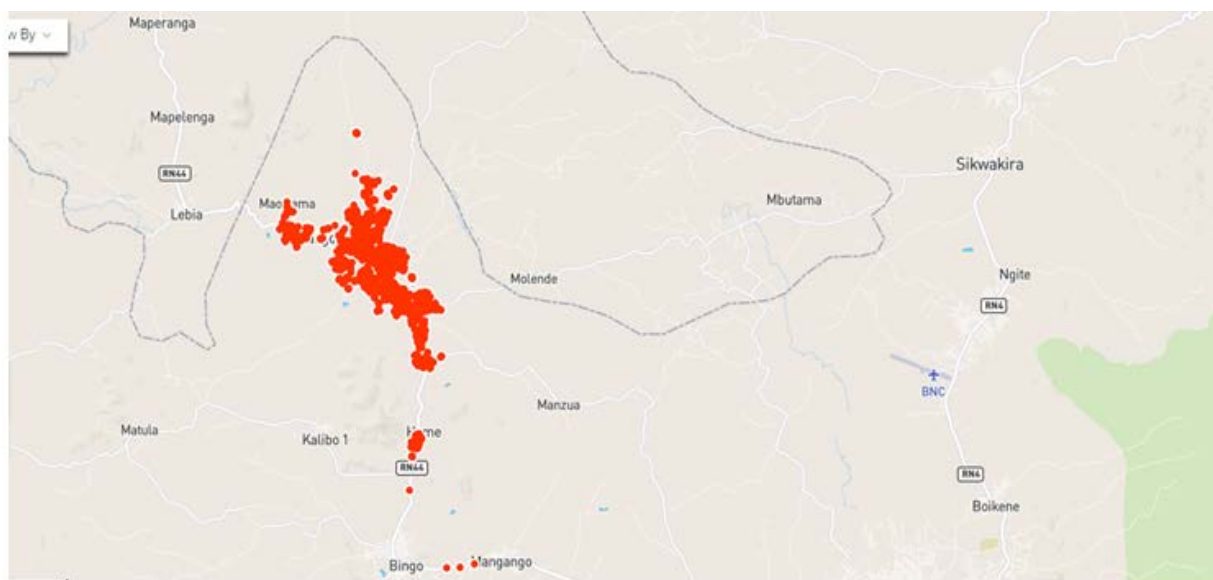 Maperanga
w By
Mapelenga
RN44
Sikwakira
Lebia
Mbutama
Molende
Ngite
RN4
BNC
Manzua
Matula
Kalibo 1
RN44
RN4
Boikene
Bingo
Mangango